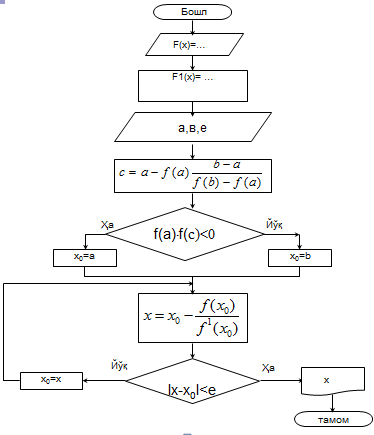 Бошл
F(x)=...
F1(x)= ...
а,в,е
c = a − f(a) (b − a)/(f(b) − f(a))
Ҳа
Йўқ
f(a)·f(c)<0
x₀=a
x₀=b
x = x₀ − f(x₀)/f¹(x₀)
Йўқ
Ҳа
x₀=x
|x-x₀|<e
x
тамом